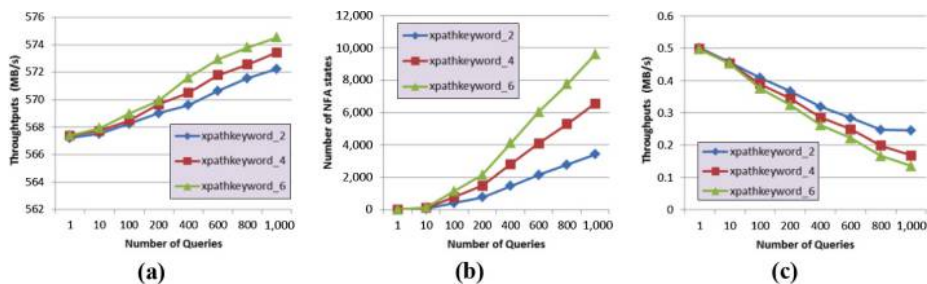 576
574
572
570
568
566
564
562
Throughtputs (MB/s)
xpathkeyword_2
xpathkeyword_4
xpathkeyword_6
1 10 100 200 400 600 800 1,000
Number of Queries
(a)
12,000
10,000
8,000
6,000
4,000
2,000
0
Number of NFA states
xpathkeyword_2
xpathkeyword_4
xpathkeyword_6
1 10 100 200 400 600 800 1,000
Number of Queries
(b)
0.6
0.5
0.4
0.3
0.2
0.1
0
Throughputs (MB/s)
xpathkeyword_2
xpathkeyword_4
xpathkeyword_6
1 10 100 200 400 600 800 1,000
Number of Queries
(c)